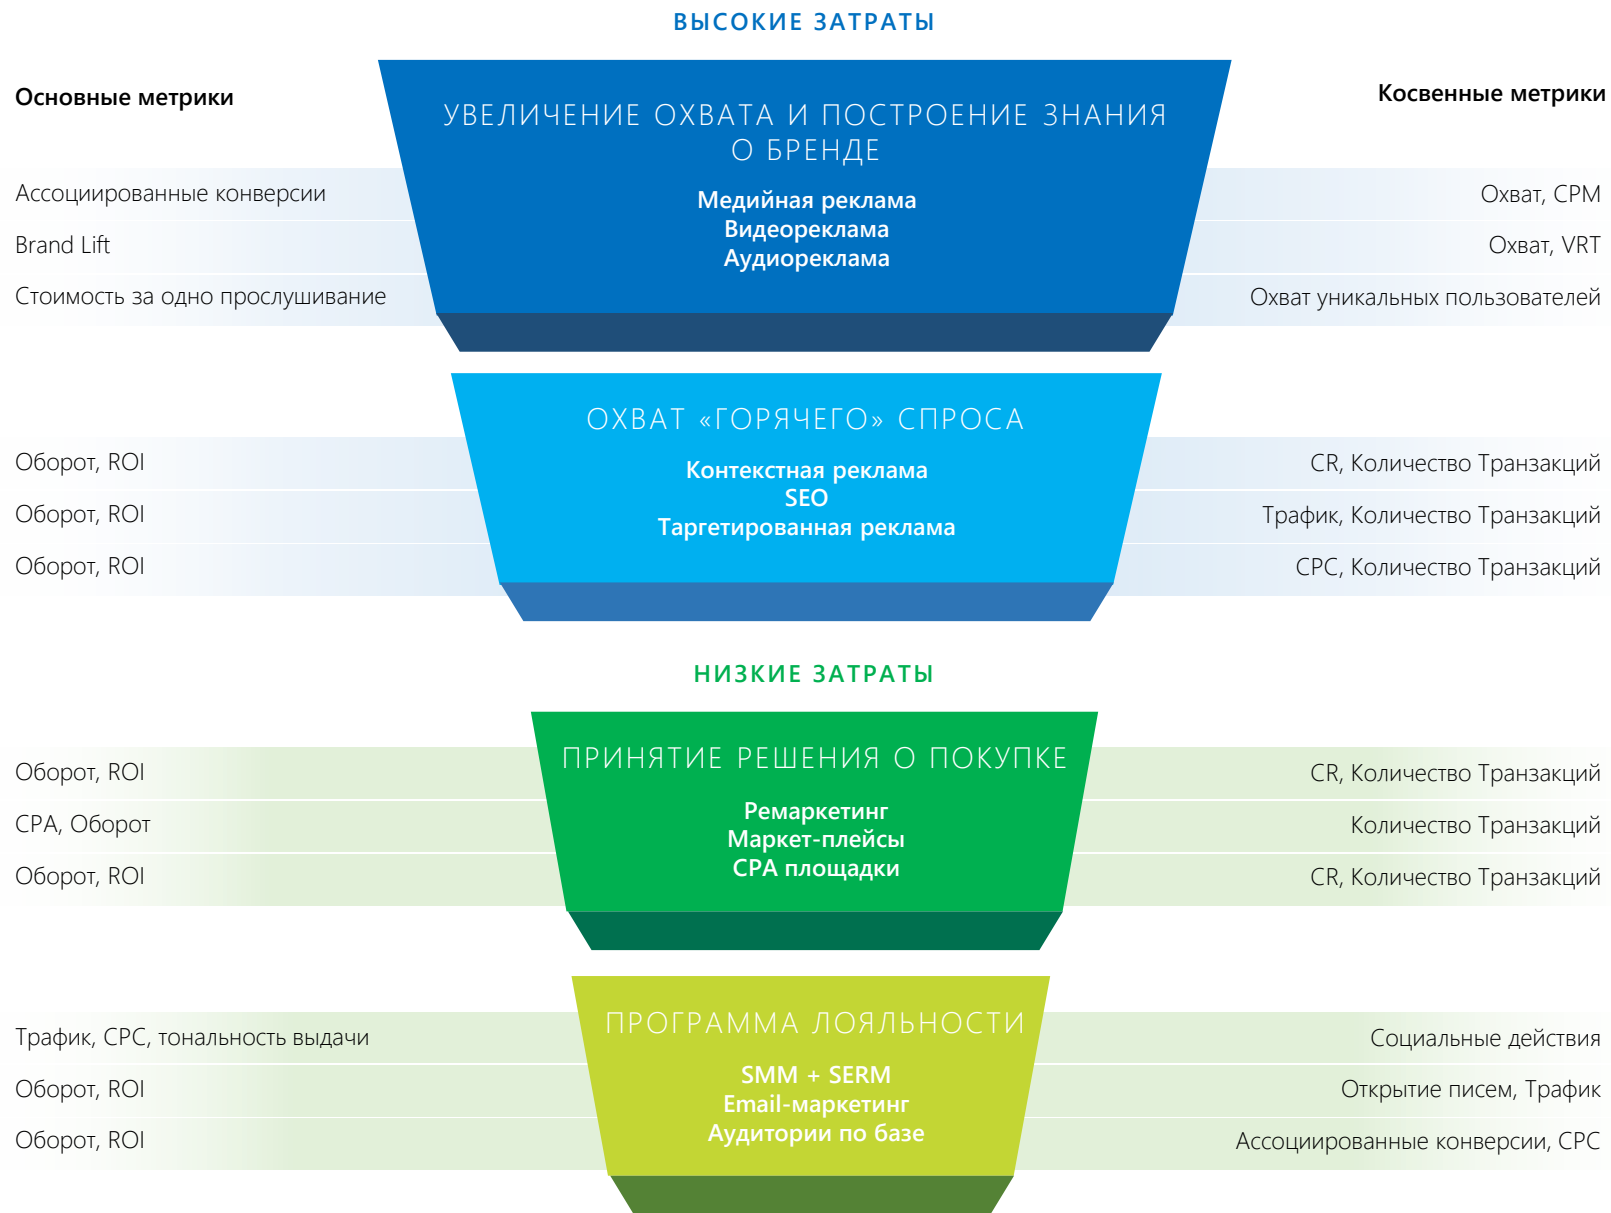 ВЫСОКИЕ ЗАТРАТЫ
Основные метрики
Косвенные метрики
УВЕЛИЧЕНИЕ ОХВАТА И ПОСТРОЕНИЕ ЗНАНИЯ
О БРЕНДЕ
Ассоциированные конверсии
Медийная реклама
Охват, CPM
Brand Lift
Видеореклама
Охват, VRT
Стоимость за одно прослушивание
Аудиореклама
Охват уникальных пользователей
ОХВАТ «ГОРЯЧЕГО» СПРОСА
Оборот, ROI
Контекстная реклама
CR, Количество Транзакций
Оборот, ROI
SEO
Трафик, Количество Транзакций
Оборот, ROI
Таргетированная реклама
CPC, Количество Транзакций
НИЗКИЕ ЗАТРАТЫ
ПРИНЯТИЕ РЕШЕНИЯ О ПОКУПКЕ
Оборот, ROI
Ремаркетинг
CR, Количество Транзакций
CPA, Оборот
Маркет-плейсы
Количество Транзакций
Оборот, ROI
CPA площадки
CR, Количество Транзакций
ПРОГРАММА ЛОЯЛЬНОСТИ
Трафик, CPC, тональность выдачи
SMM + SERM
Социальные действия
Оборот, ROI
Email-маркетинг
Открытие писем, Трафик
Оборот, ROI
Аудитории по базе
Ассоциированные конверсии, CPC